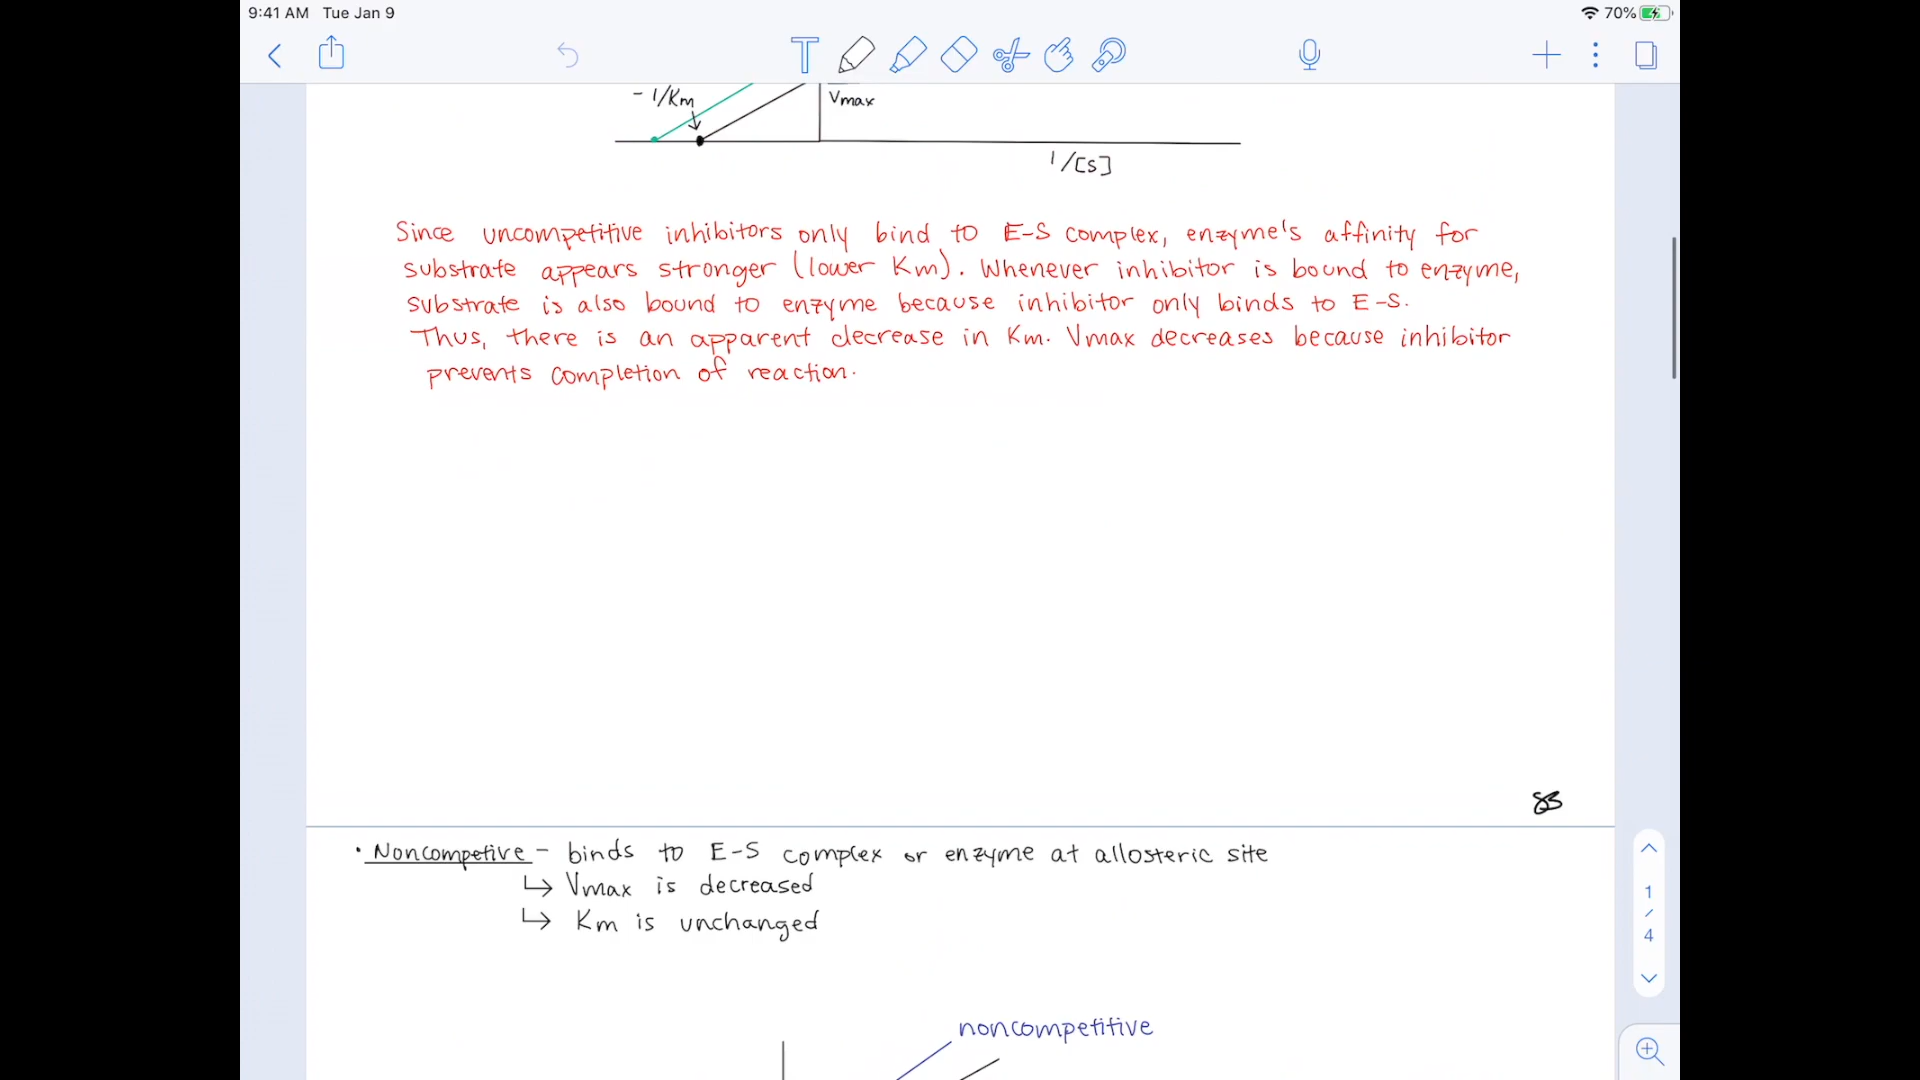 9:41 AM Tue Jan 9
70%
- 1/Km
Vmax
1/[S]
Since uncompetitive inhibitors only bind to E-S complex, enzyme's affinity for
substrate appears stronger (lower Km). Whenever inhibitor is bound to enzyme,
substrate is also bound to enzyme because inhibitor only binds to E-S.
Thus, there is an apparent decrease in Km. Vmax decreases because inhibitor
prevents completion of reaction.
• Noncompetive - binds to E-S complex or enzyme at allosteric site
↳ Vmax is decreased
↳ Km is unchanged
noncompetitive
1
/
4